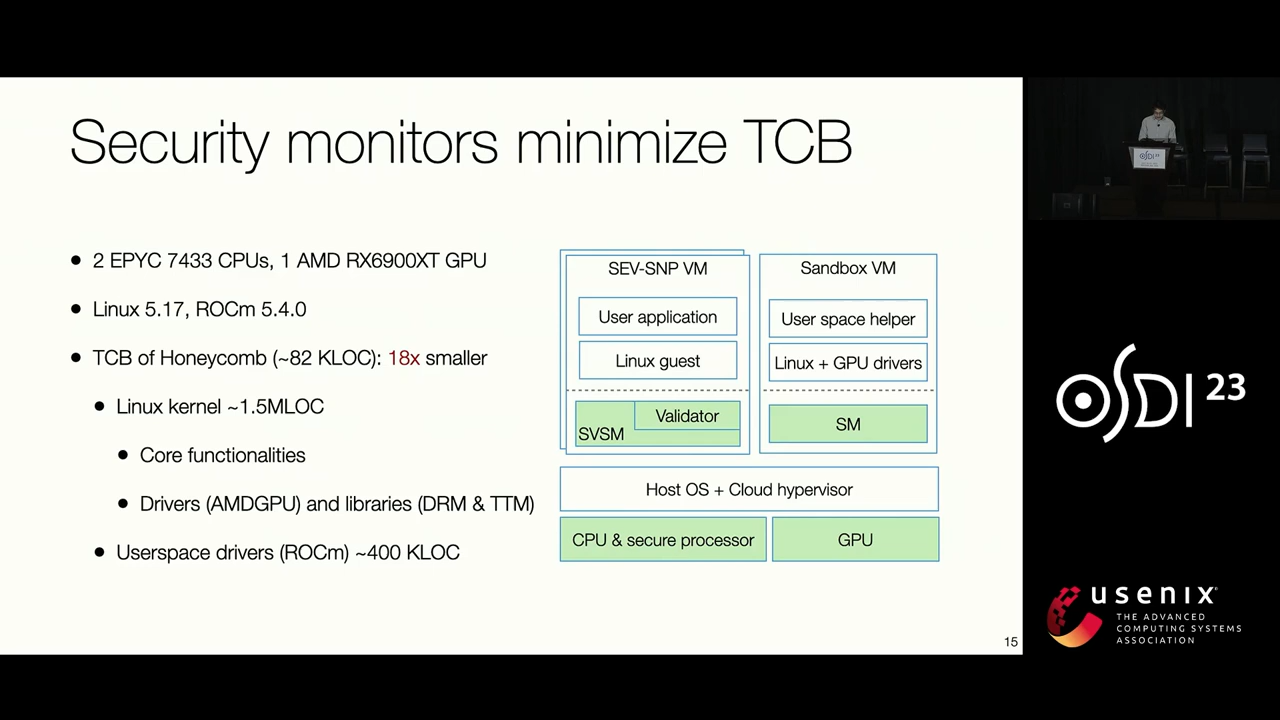 Security monitors minimize TCB
• 2 EPYC 7433 CPUs, 1 AMD RX6900XT GPU
• Linux 5.17, ROCm 5.4.0
• TCB of Honeycomb (~82 KLOC): 18x smaller
• Linux kernel ~1.5MLOC
• Core functionalities
• Drivers (AMDGPU) and libraries (DRM & TTM)
• Userspace drivers (ROCm) ~400 KLOC
SEV-SNP VM
User application
Linux guest
Validator
SVSM
Sandbox VM
User space helper
Linux + GPU drivers
SM
Host OS + Cloud hypervisor
CPU & secure processor
GPU
15
OSDI
OSDI 23
usenix
THE ADVANCED
COMPUTING SYSTEMS
ASSOCIATION